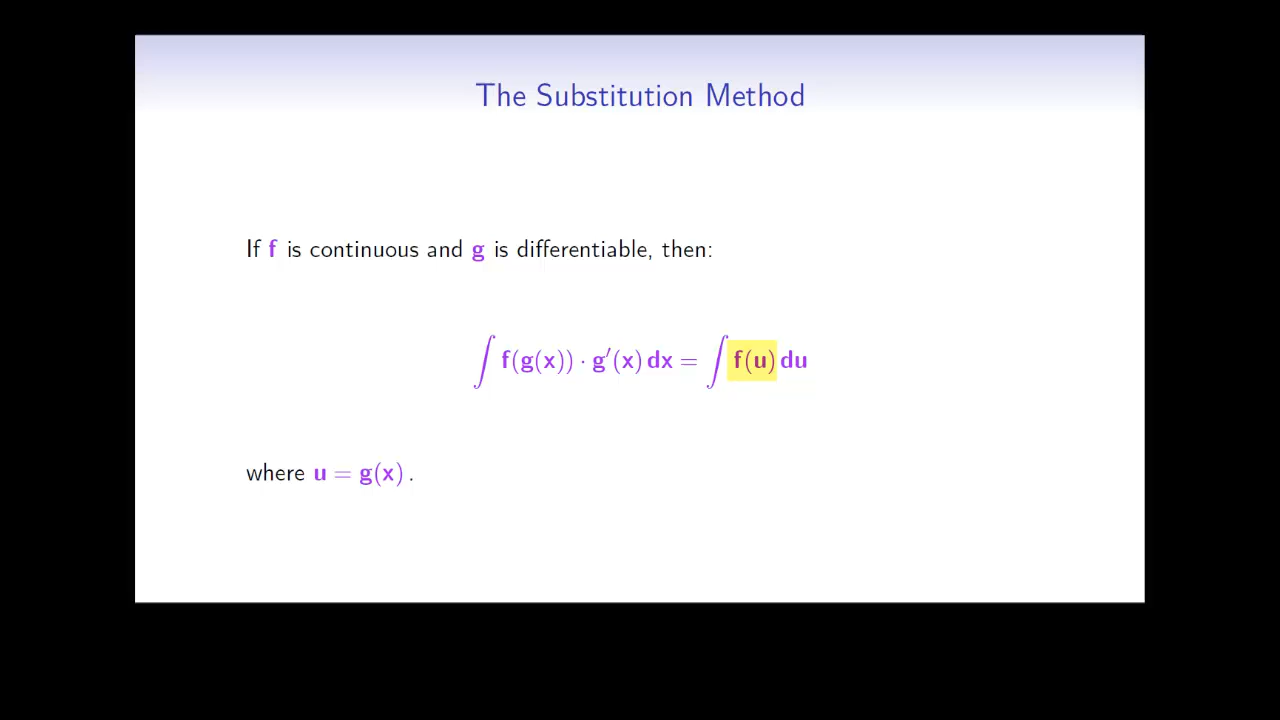 The Substitution Method
If f is continuous and g is differentiable, then:
∫ f(g(x)) · g′(x) dx = ∫ f(u) du
where u = g(x) .